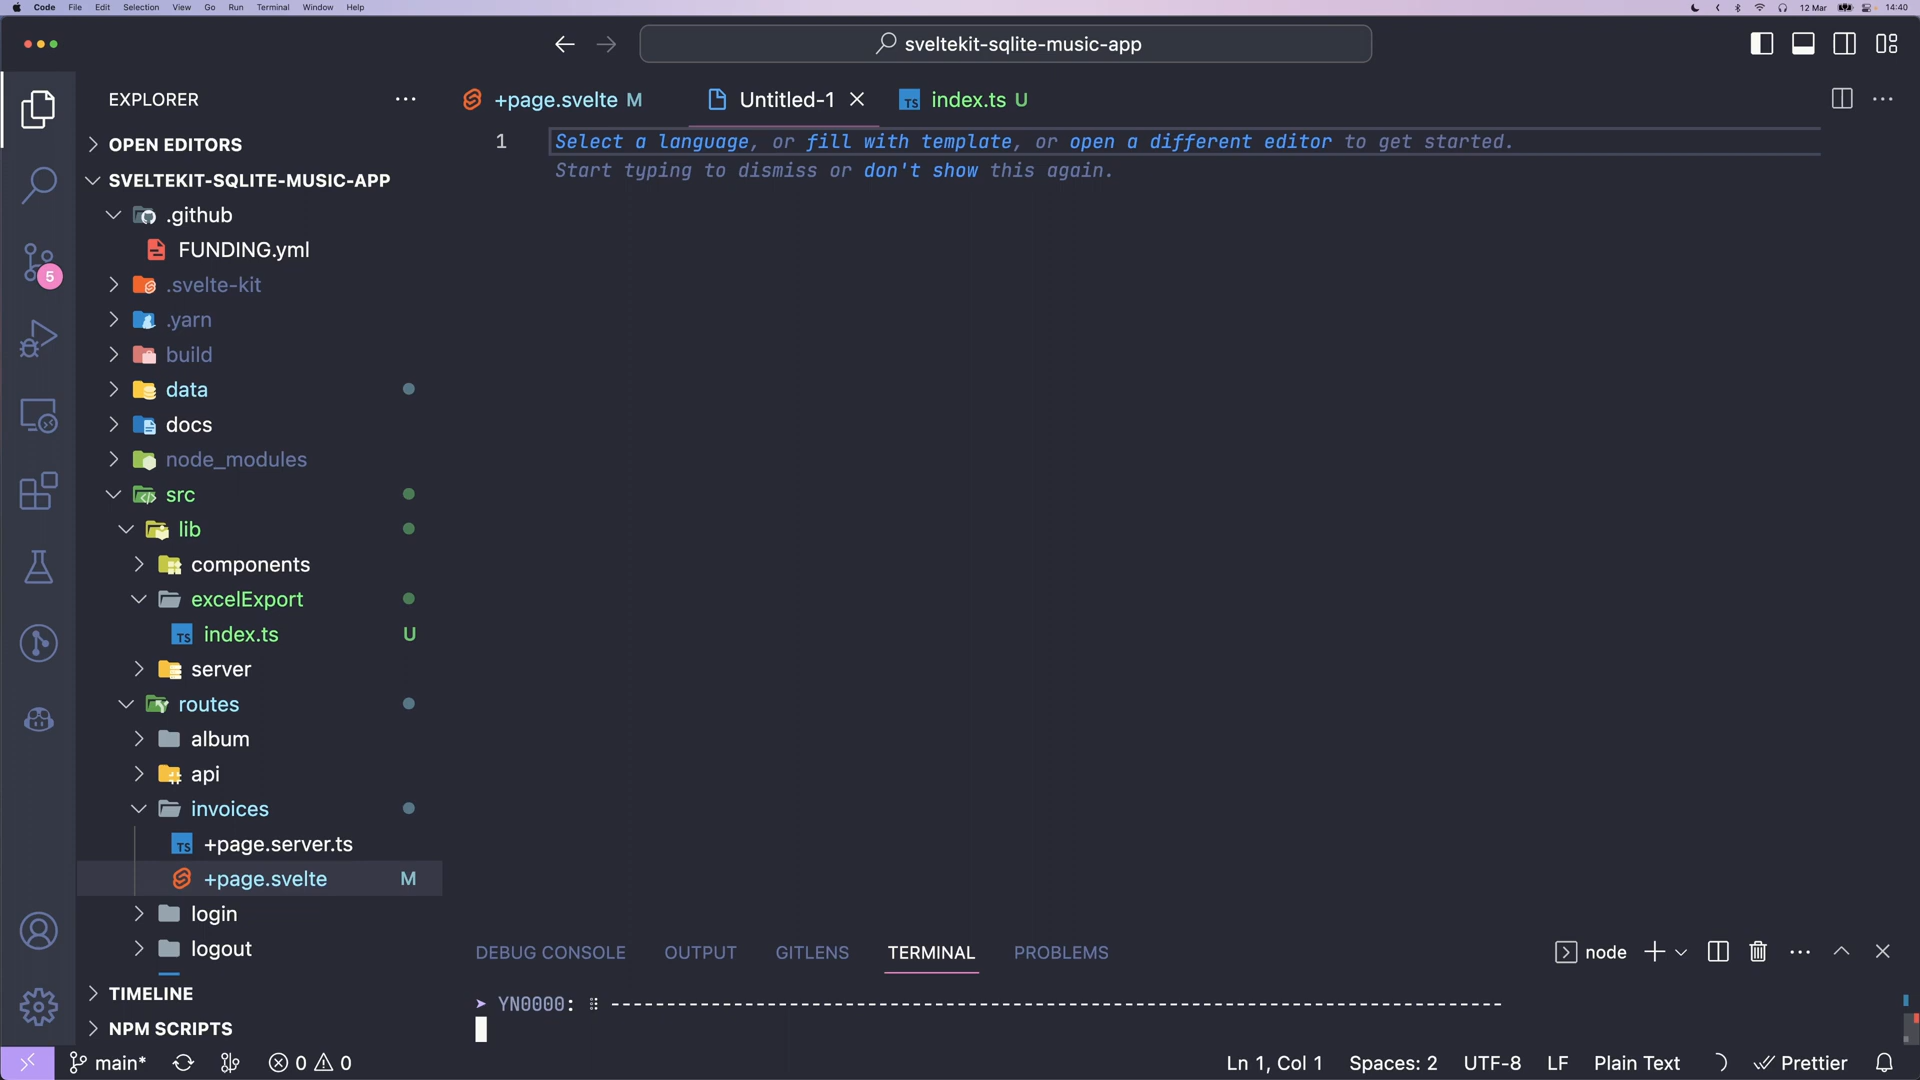 Code File Edit Selection View Go Run Terminal Window Help 12 Mar 14:40
sveltekit-sqlite-music-app
EXPLORER
+page.svelte M
Untitled-1
TS index.ts U
OPEN EDITORS
SVELTEKIT-SQLITE-MUSIC-APP
.github
FUNDING.yml
5
.svelte-kit
.yarn
build
data
docs
node_modules
src
lib
components
excelExport
TS index.ts U
server
routes
album
api
invoices
TS +page.server.ts
+page.svelte M
login
logout
TIMELINE
NPM SCRIPTS
1 Select a language, or fill with template, or open a different editor to get started.
Start typing to dismiss or don't show this again.
DEBUG CONSOLE OUTPUT GITLENS TERMINAL PROBLEMS node
➤ YN0000: ⠿ --------------------------------------------------------------------------------
main* 0 0 Ln 1, Col 1 Spaces: 2 UTF-8 LF Plain Text Prettier